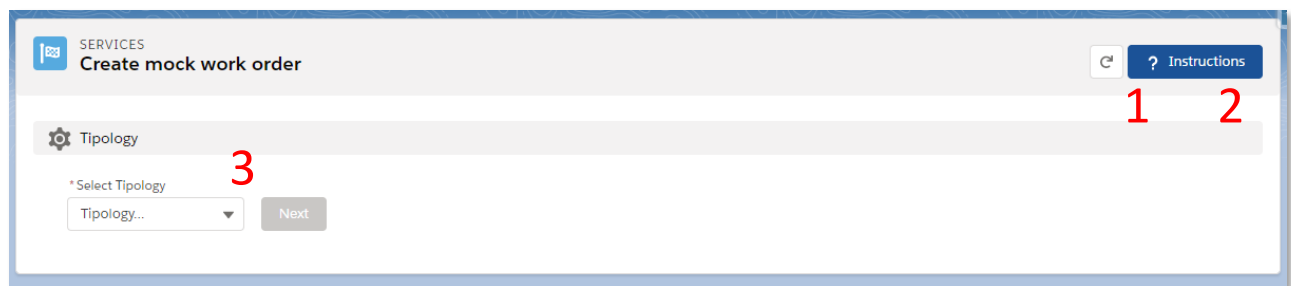 SERVICES
Create mock work order
? Instructions
1
2
Tipology
3
*Select Tipology
Tipology...
Next